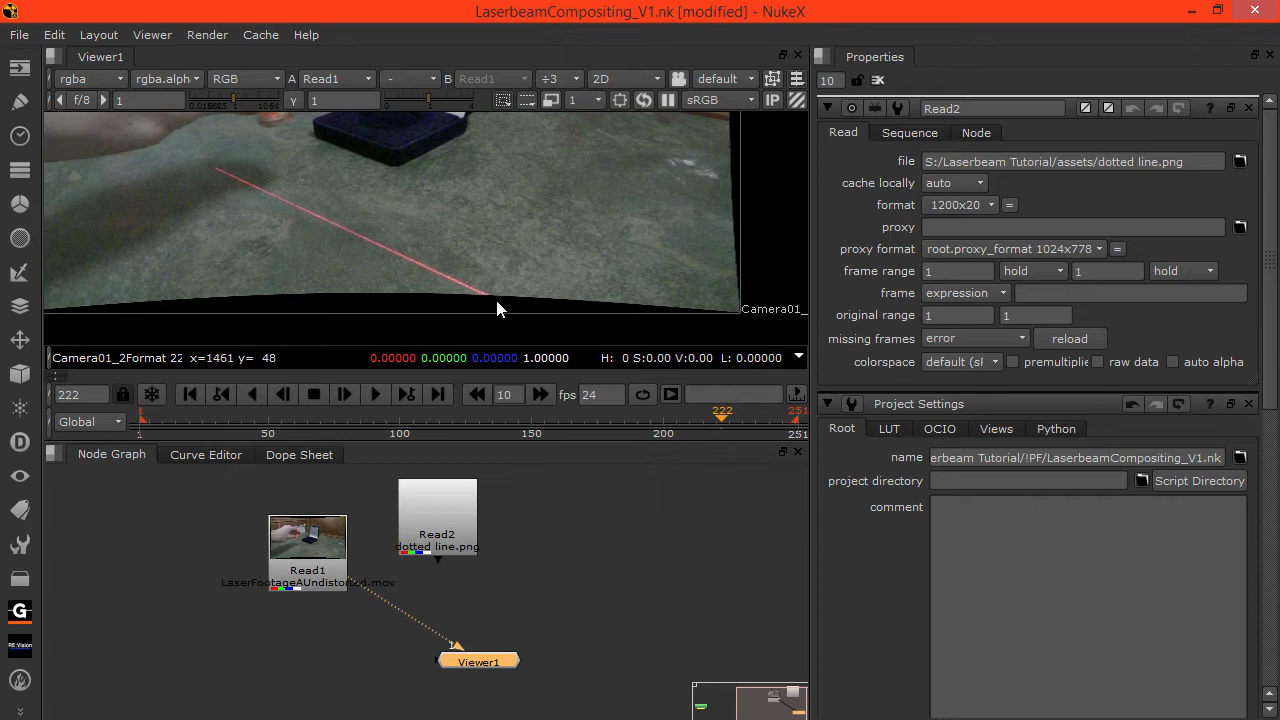 LaserbeamCompositing_V1.nk [modified] - NukeX
File Edit Layout Viewer Render Cache Help
Viewer1
Properties
rgba rgba.alph RGB A Read1 - B Read1 ÷3 2D default
f/8 1 γ 1 1 sRGB IP
10
Read2
Read Sequence Node
file S:/Laserbeam Tutorial/assets/dotted line.png
cache locally auto
format 1200x20 =
proxy
proxy format root.proxy_format 1024x778 =
frame range 1 hold 1 hold
frame expression
original range 1 1
missing frames error reload
colorspace default (sI premultiplie raw data auto alpha
Camera01_
Camera01_2Format 22 x=1461 y= 48 0.00000 0.00000 0.00000 1.00000 H: 0 S:0.00 V:0.00 L: 0.00000
222 10 fps 24
Global 1 222 251
1 50 100 150 200 251
Project Settings
Root LUT OCIO Views Python
name erbeam Tutorial/!PF/LaserbeamCompositing_V1.nk
project directory Script Directory
comment
Node Graph Curve Editor Dope Sheet
Read2
dotted line.png
Read1
LaserFootageAUndistorted.mov
1
Viewer1
D
G
RE:Vision